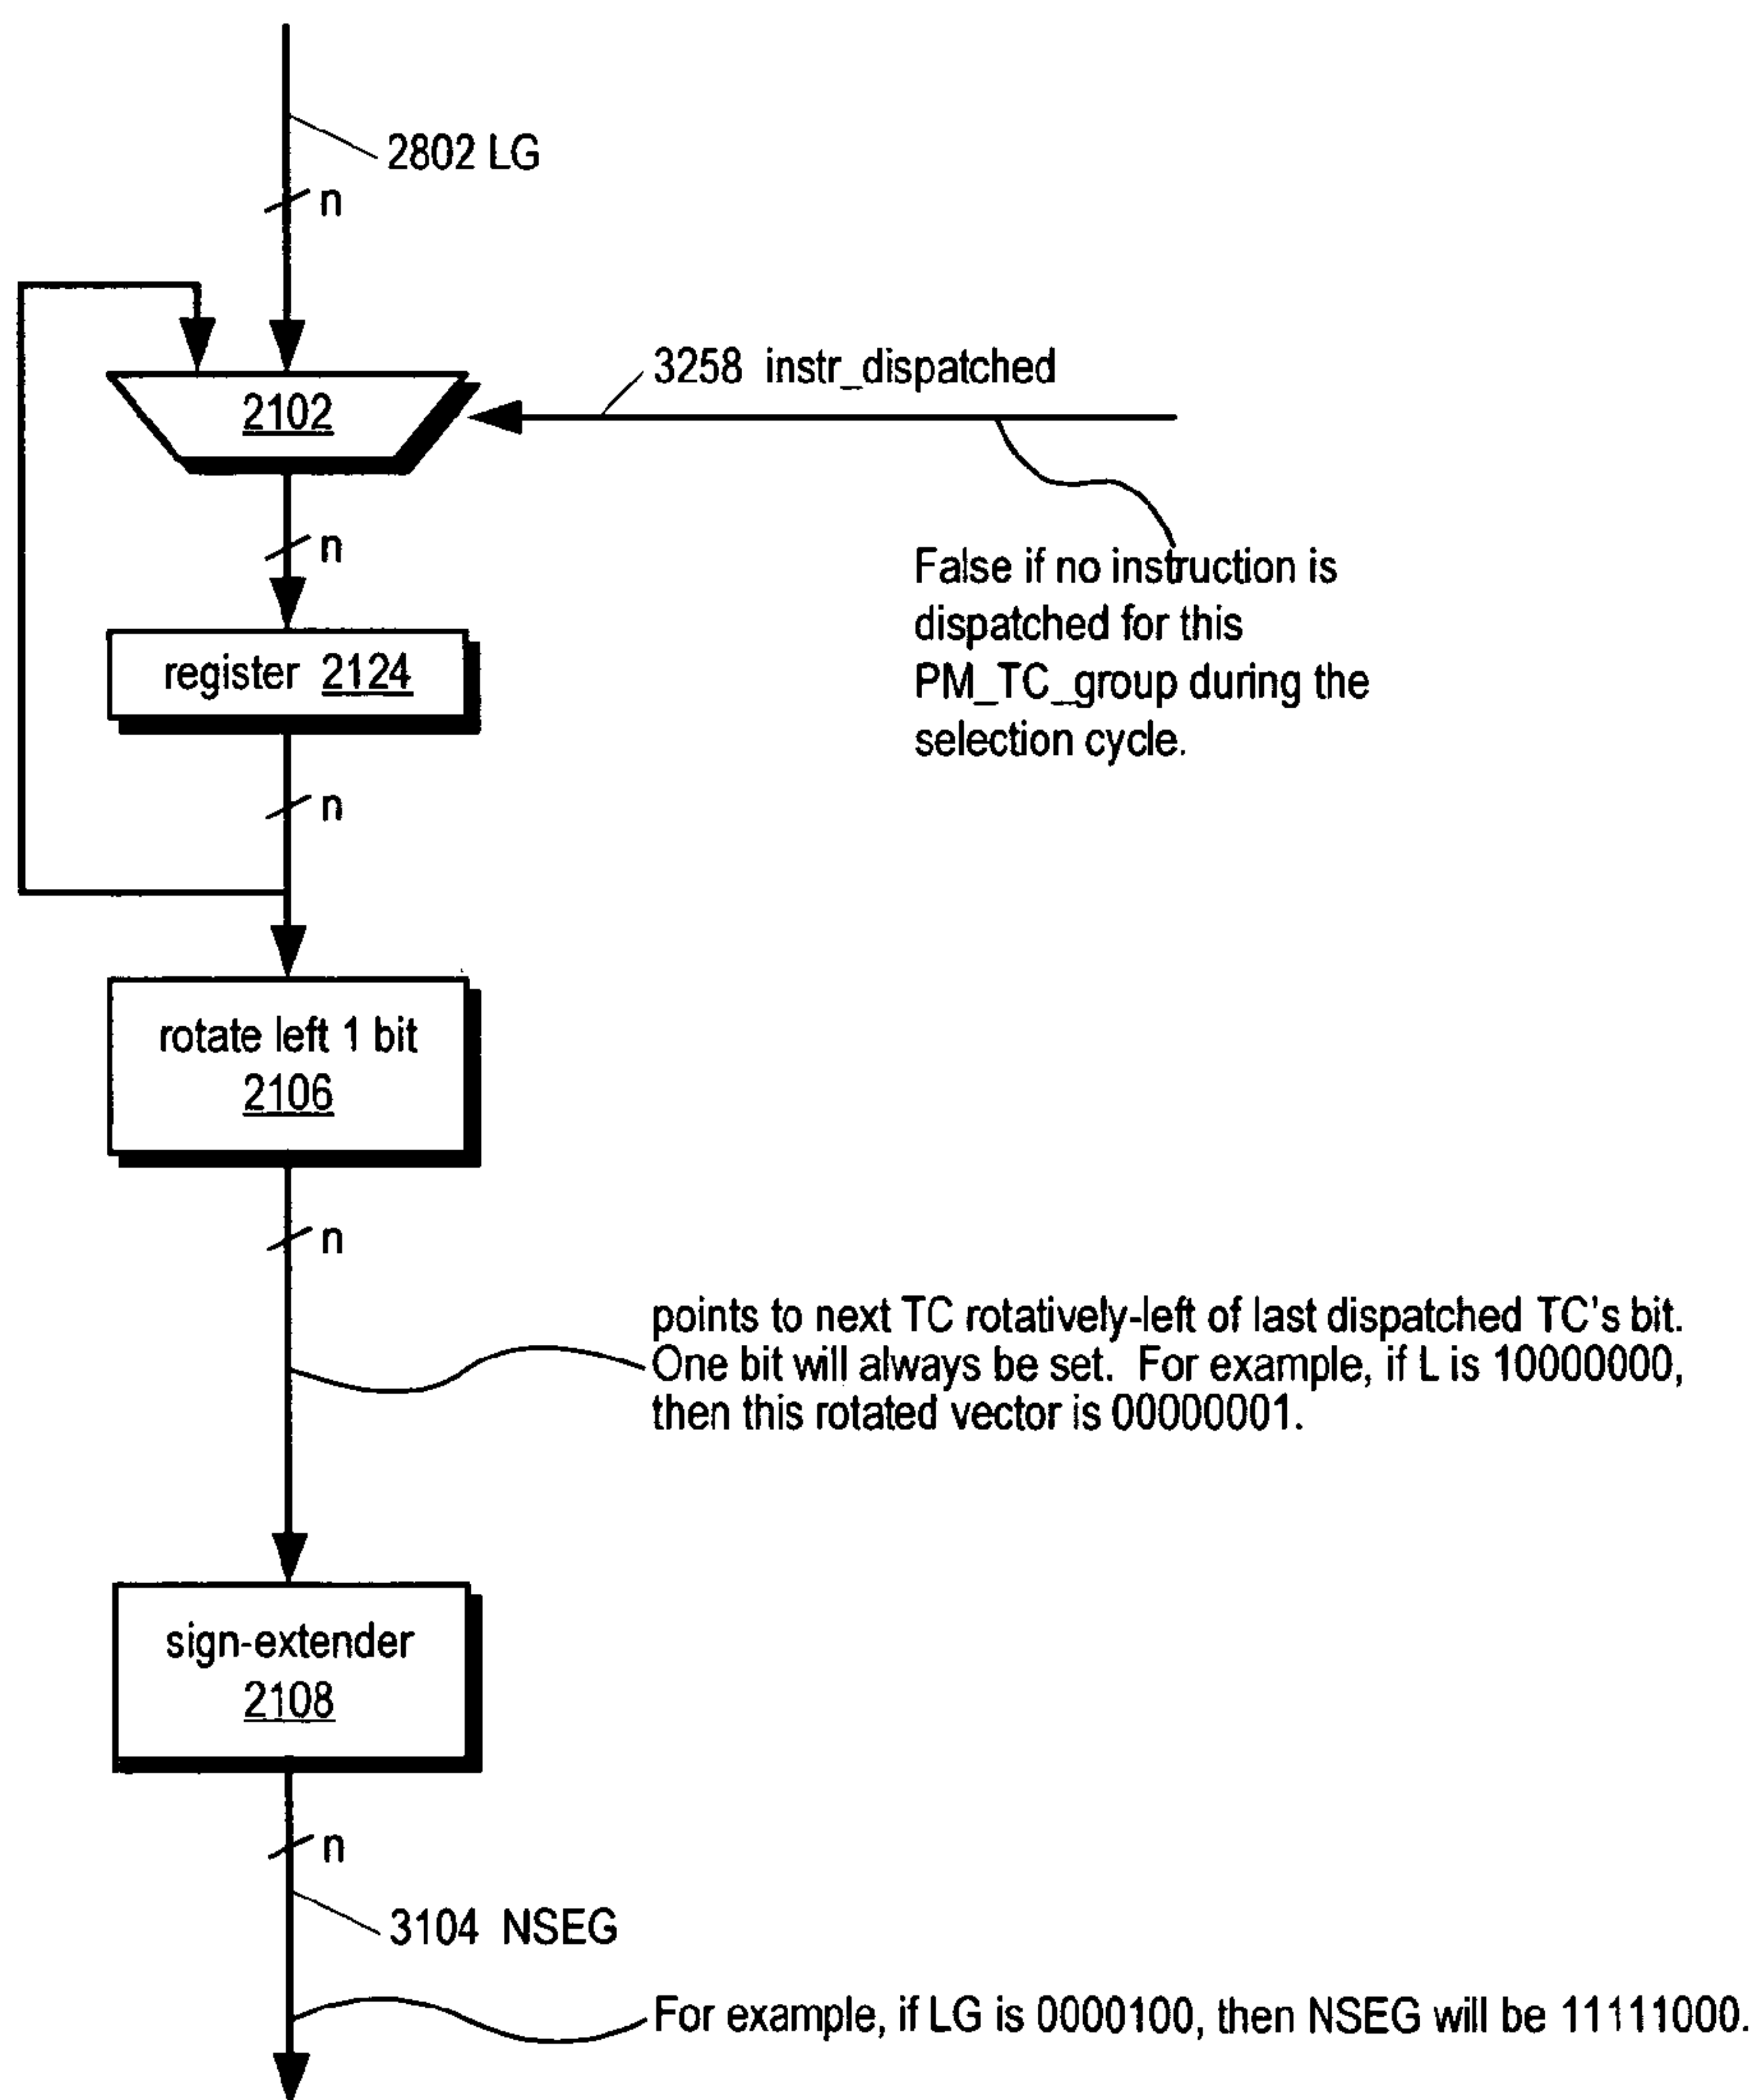 2802 LG
n
3258 instr_dispatched
2102
False if no instruction is
dispatched for this
PM_TC_group during the
selection cycle.
n
register 2124
n
rotate left 1 bit
2106
n
points to next TC rotatively-left of last dispatched TC's bit.
One bit will always be set. For example, if L is 10000000,
then this rotated vector is 00000001.
sign-extender
2108
n
3104 NSEG
For example, if LG is 0000100, then NSEG will be 11111000.